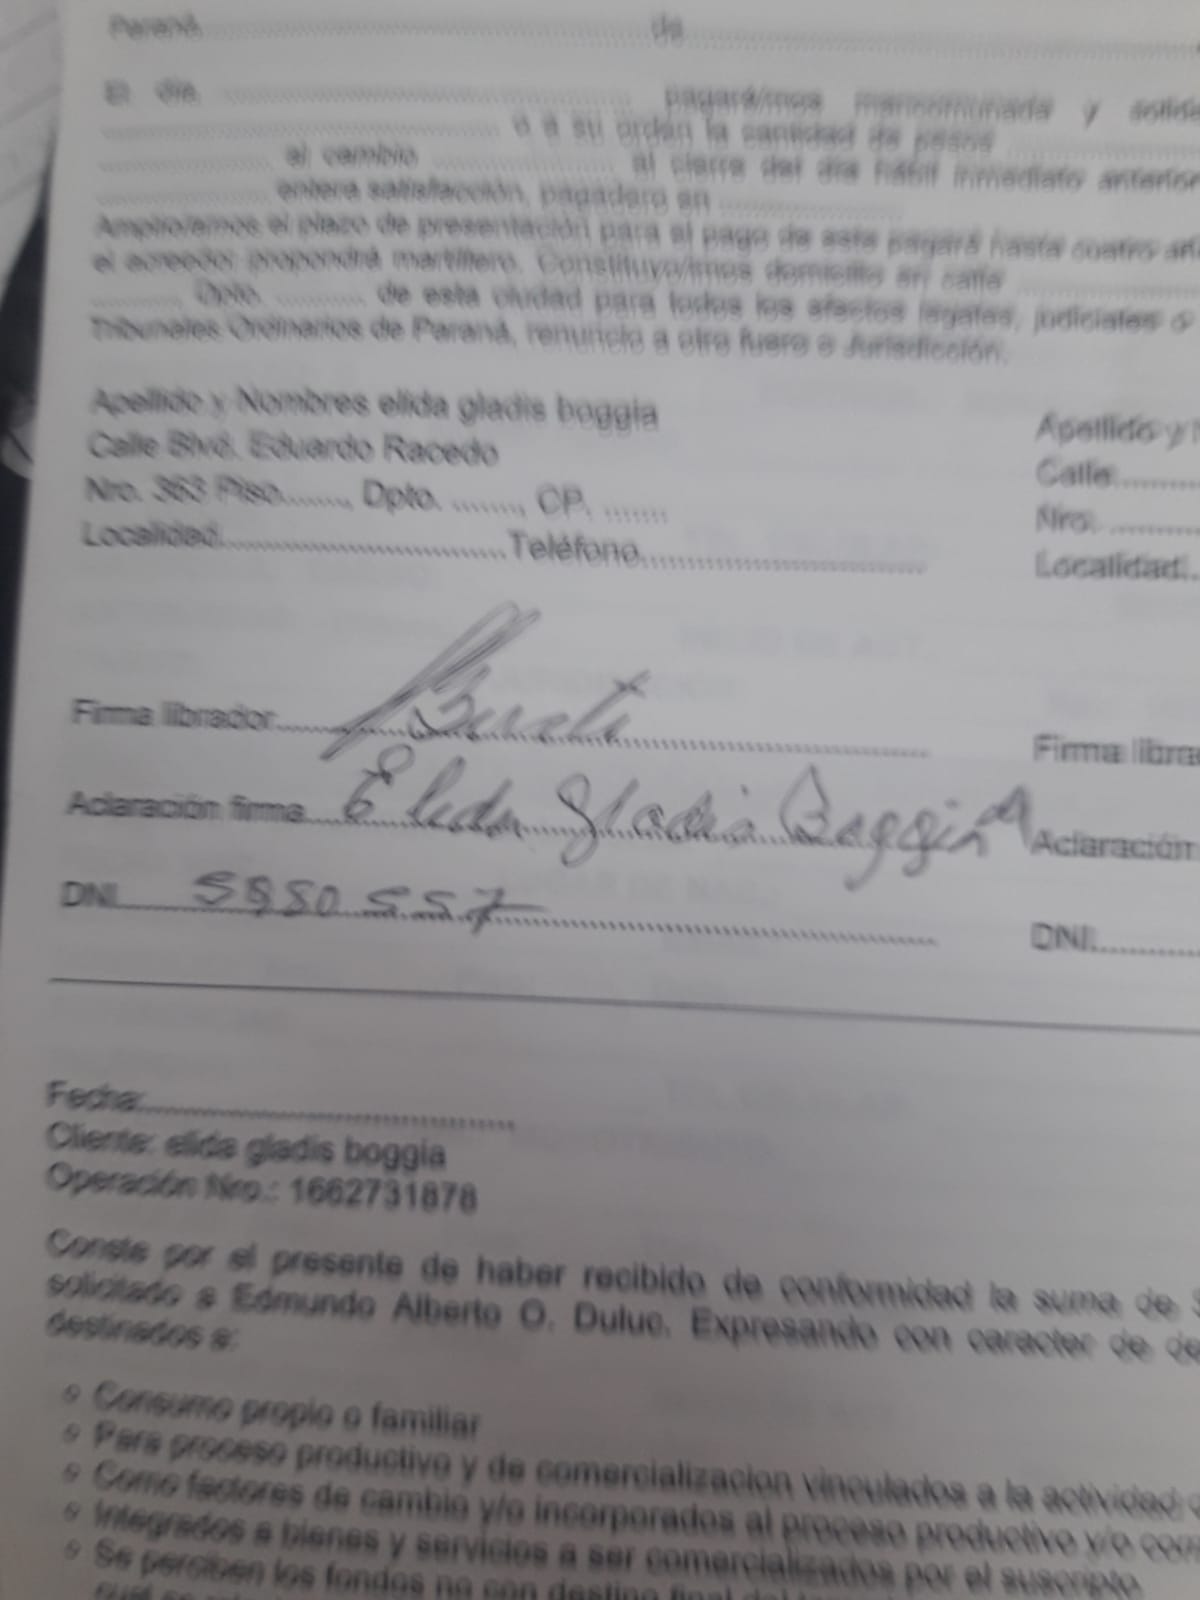 Paraná.............................de.............................
El día ............................. pagaré/mos mancomunada y
............................. o a su orden la cantidad de pesos .............
............. al cambio ............. al cierre del día hábil inmediato anterior
............. entera satisfacción, pagadero en .............
Amplio/amos el plazo de presentación para el pago de este pagaré hasta cuatro
el acreedor propondrá martillero. Constituyo/imos domicilio en calle .............
............., Dpto. ............. de esta ciudad para todos los efectos legales, judiciales o
Tribunales Ordinarios de Paraná, renuncio a otro fuero o Jurisdicción.
Apellido y Nombres elida gladis boggia
Calle Blvd. Eduardo Racedo
Nro. 363 Piso........, Dpto. ........, CP. ........
Localidad.............................Teléfono.............................
Apellido y
Calle..........
Nro. ..........
Localidad..
Firma librador.............................
Firma
Aclaración firma Elida Gladis Boggia
Aclaración
DNI 5550557
DNI..........
Fecha:.............................
Cliente: elida gladis boggia
Operación Nro.: 1662731878
Conste por el presente de haber recibido de conformidad la suma de
solicitado a Edmundo Alberto O. Duluc. Expresando con caracter de
destinados a:
o Consumo propio o familiar
o Para proceso productivo y de comercializacion vinculados a la actividad
o Como factores de cambio y/o incorporados al proceso productivo y/o
o Integrados a bienes y servicios a ser comercializados por el suscripto
o Se perciben los fondos no con destino final